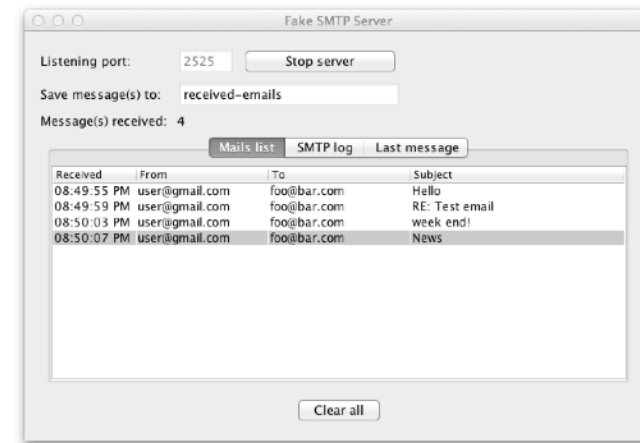 Fake SMTP Server
Listening port: 2525 Stop server
Save message(s) to: received-emails
Message(s) received: 4
Mails list SMTP log Last message
Received From To Subject
08:49:55 PM user@gmail.com foo@bar.com Hello
08:49:59 PM user@gmail.com foo@bar.com RE: Test email
08:50:03 PM user@gmail.com foo@bar.com week end!
08:50:07 PM user@gmail.com foo@bar.com News
Clear all